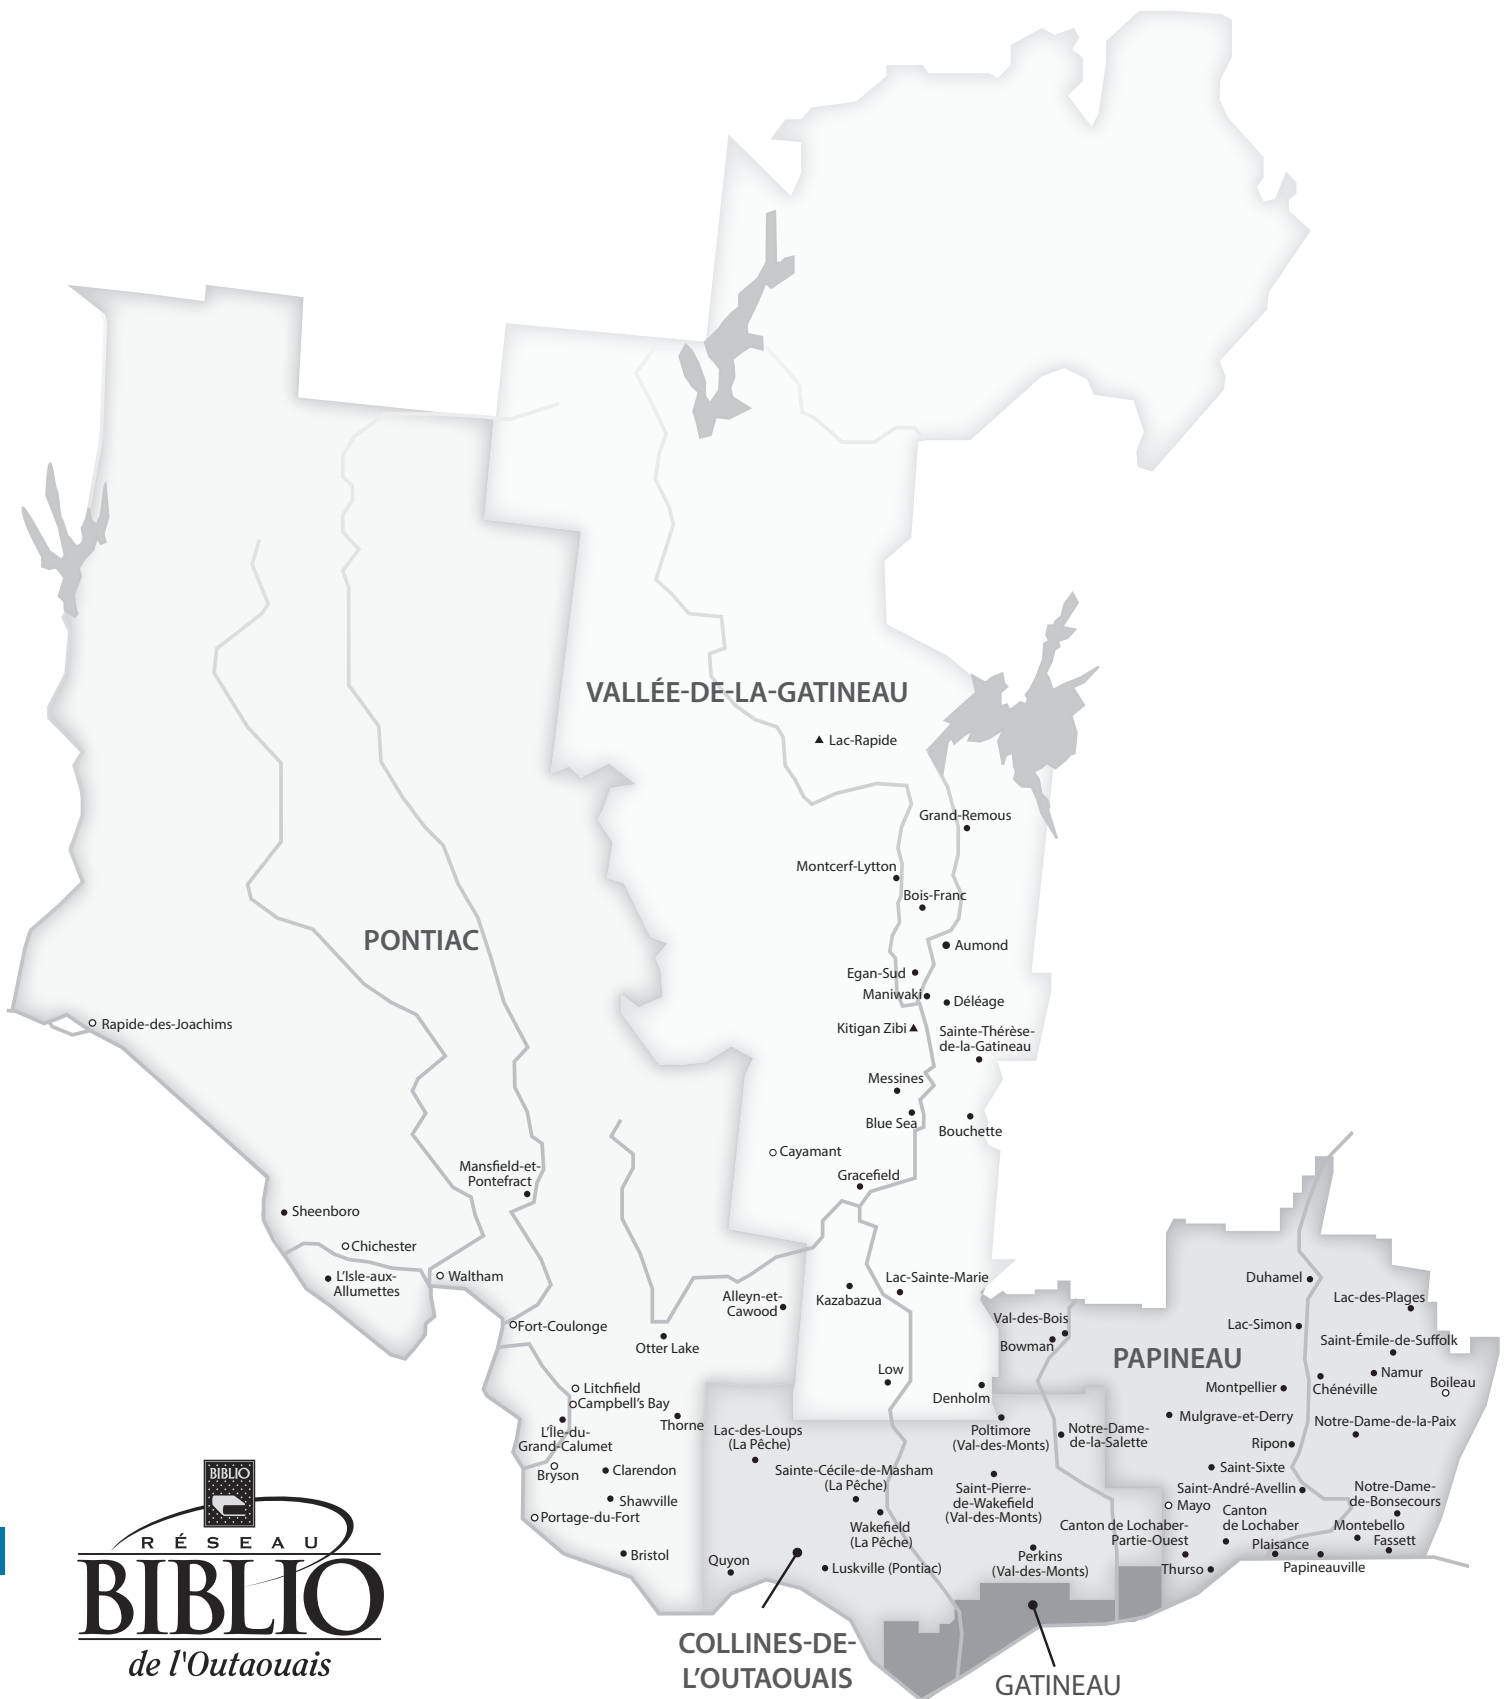 VALLÉE-DE-LA-GATINEAU
Lac-Rapide
Grand-Remous
Montcerf-Lytton
Bois-Franc
PONTIAC
Aumond
Egan-Sud
Maniwaki
Déléage
Rapide-des-Joachims
Kitigan Zibi
Sainte-Thérèse-
de-la-Gatineau
Messines
Blue Sea
Bouchette
Cayamant
Mansfield-et-
Pontefract
Gracefield
Sheenboro
Chichester
L'Isle-aux-
Allumettes
Waltham
Lac-Sainte-Marie
Kazabazua
Alleyn-et-
Cawood
Duhamel
Lac-des-Plages
Fort-Coulonge
Otter Lake
Val-des-Bois
Bowman
Lac-Simon
Saint-Émile-de-Suffolk
PAPINEAU
Low
Denholm
Namur
Boileau
Montpellier
Chénéville
Litchfield
Campbell's Bay
Thorne
L'Île-du-
Grand-Calumet
Lac-des-Loups
(La Pêche)
Poltimore
(Val-des-Monts)
Notre-Dame-
de-la-Salette
Mulgrave-et-Derry
Notre-Dame-de-la-Paix
Ripon
Bryson
Clarendon
Sainte-Cécile-de-Masham
(La Pêche)
Saint-Pierre-
de-Wakefield
(Val-des-Monts)
Saint-Sixte
Saint-André-Avellin
Notre-Dame-
de-Bonsecours
Mayo
Shawville
Portage-du-Fort
Wakefield
(La Pêche)
Canton de Lochaber-
Partie-Ouest
Canton
de Lochaber
Montebello
Fassett
Plaisance
Papineauville
Thurso
Bristol
Quyon
Luskville (Pontiac)
Perkins
(Val-des-Monts)
COLLINES-DE-
L'OUTAOUAIS
GATINEAU
BIBLIO
RÉSEAU
BIBLIO
de l'Outaouais